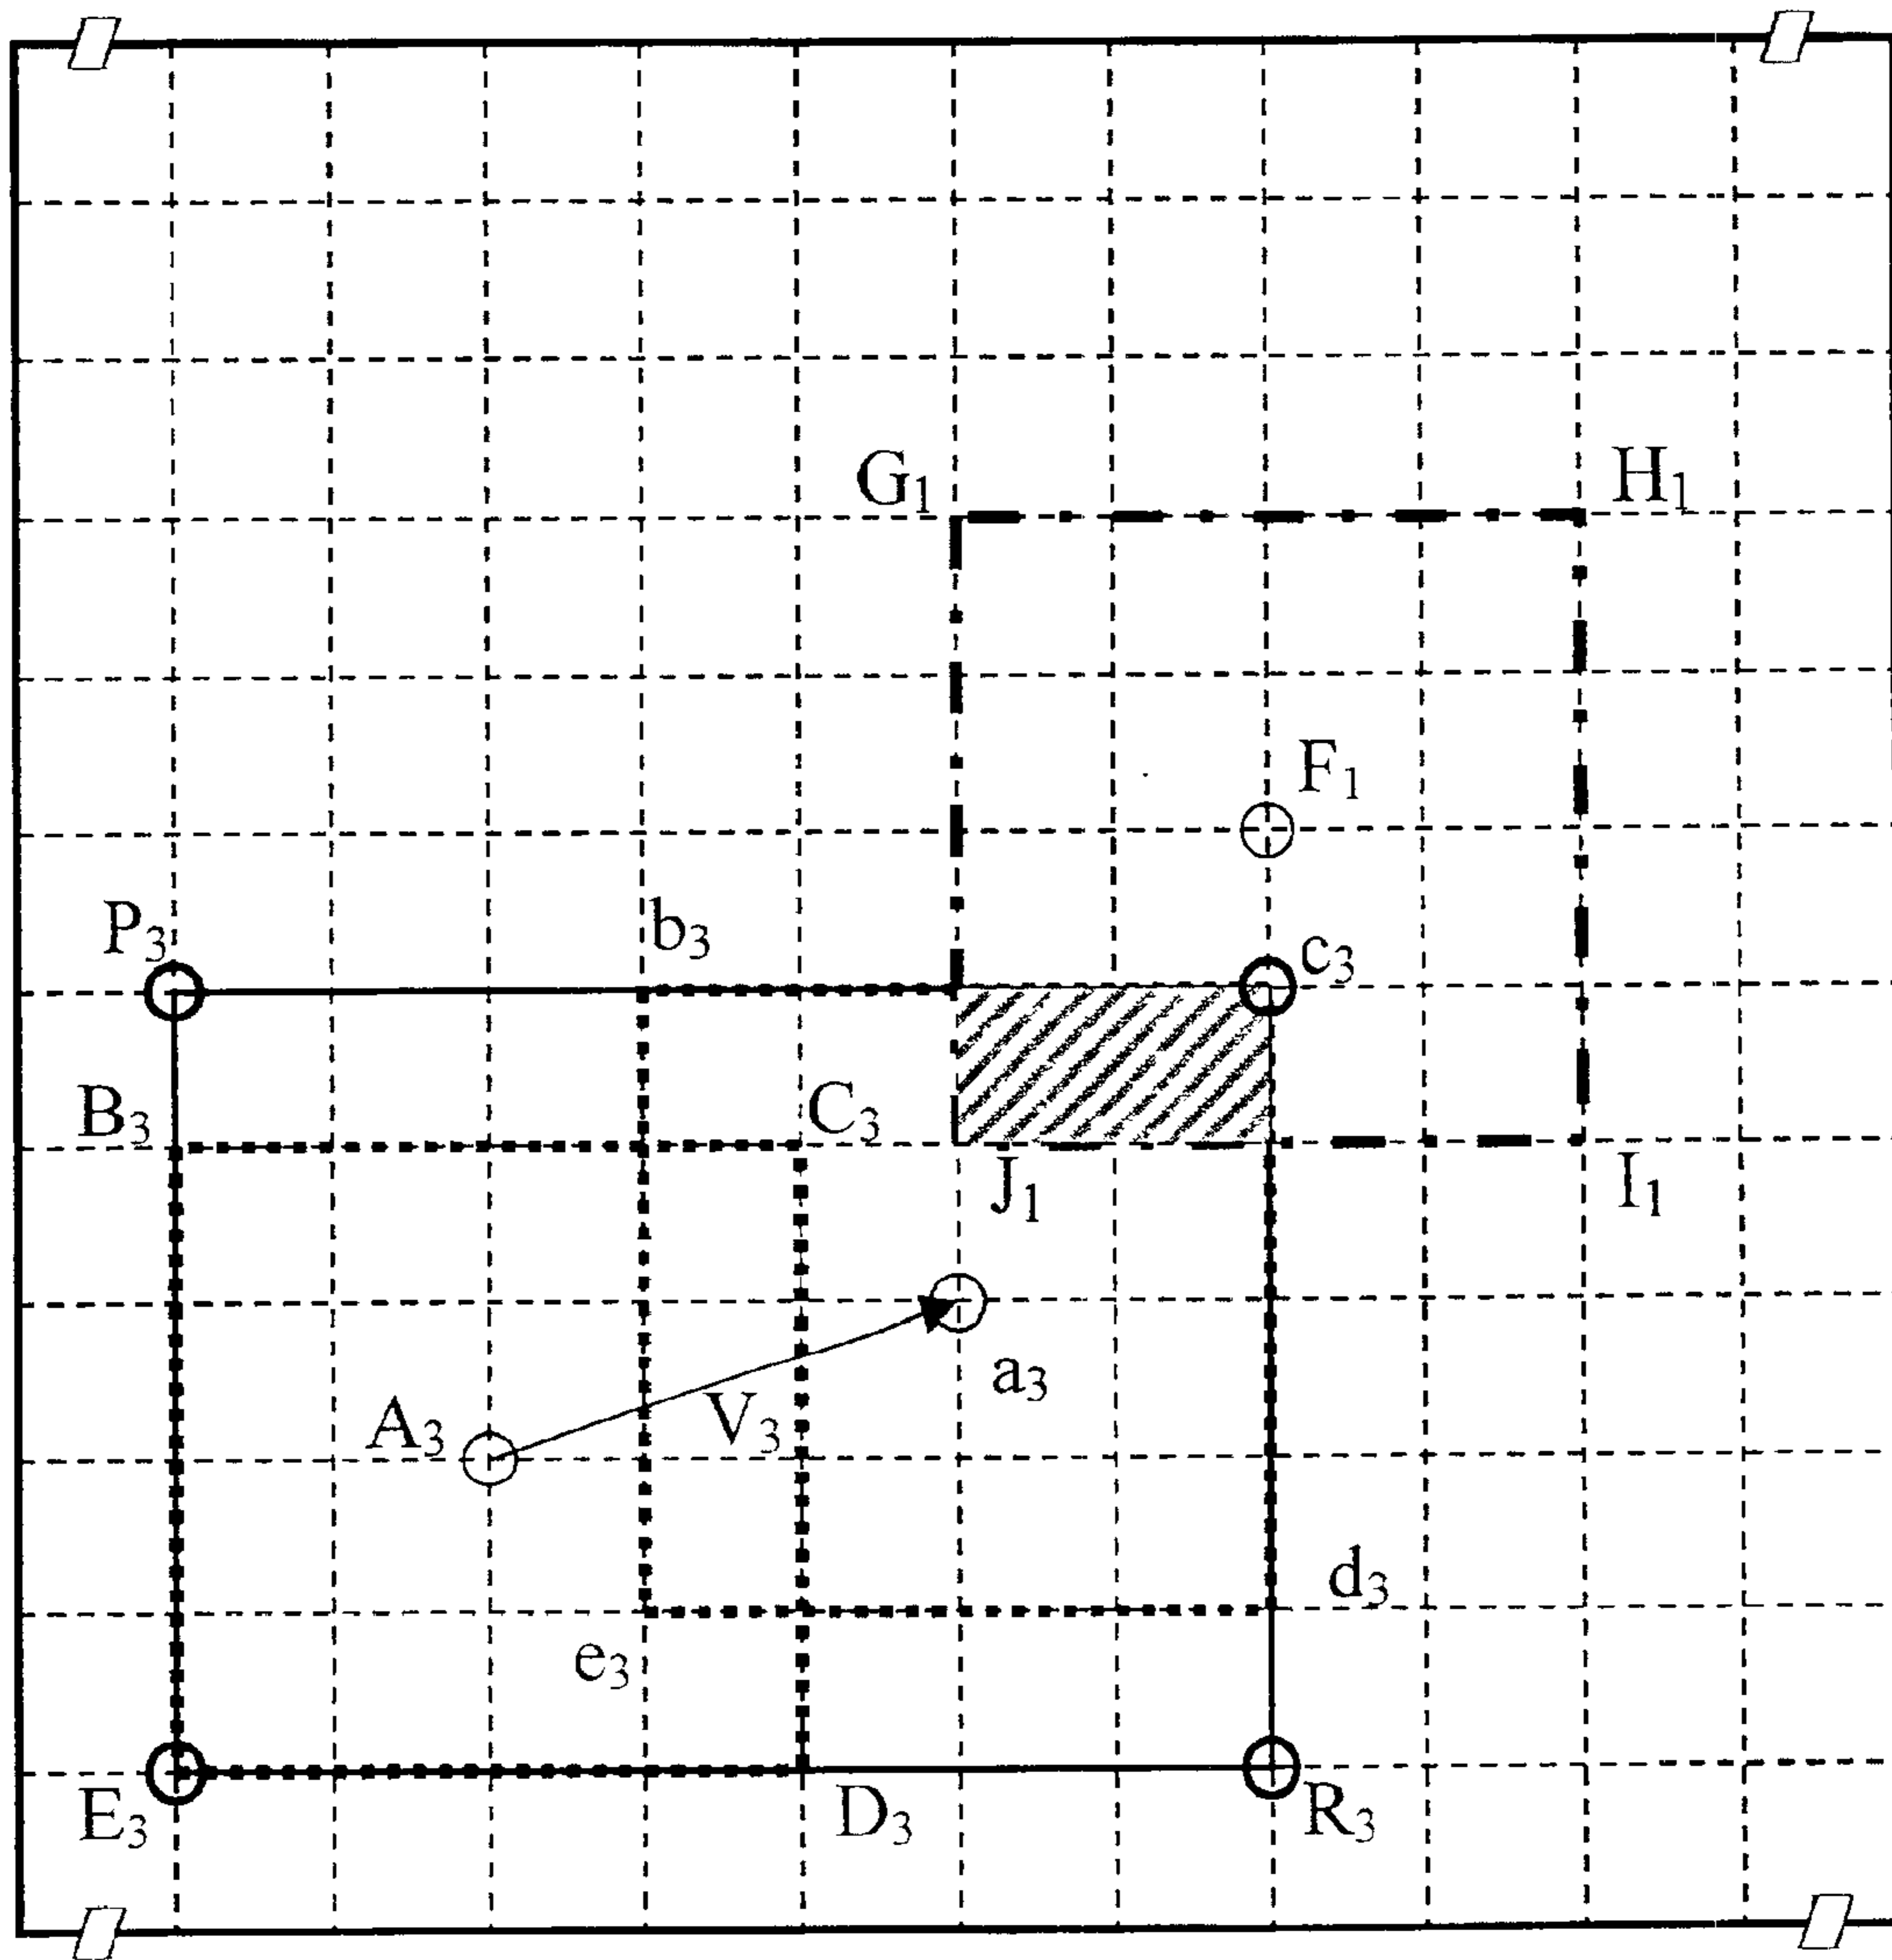 G₁ H₁
F₁
P₃ b₃ c₃
B₃ C₃
J₁ I₁
a₃
A₃ V₃
d₃
e₃
E₃ D₃ R₃